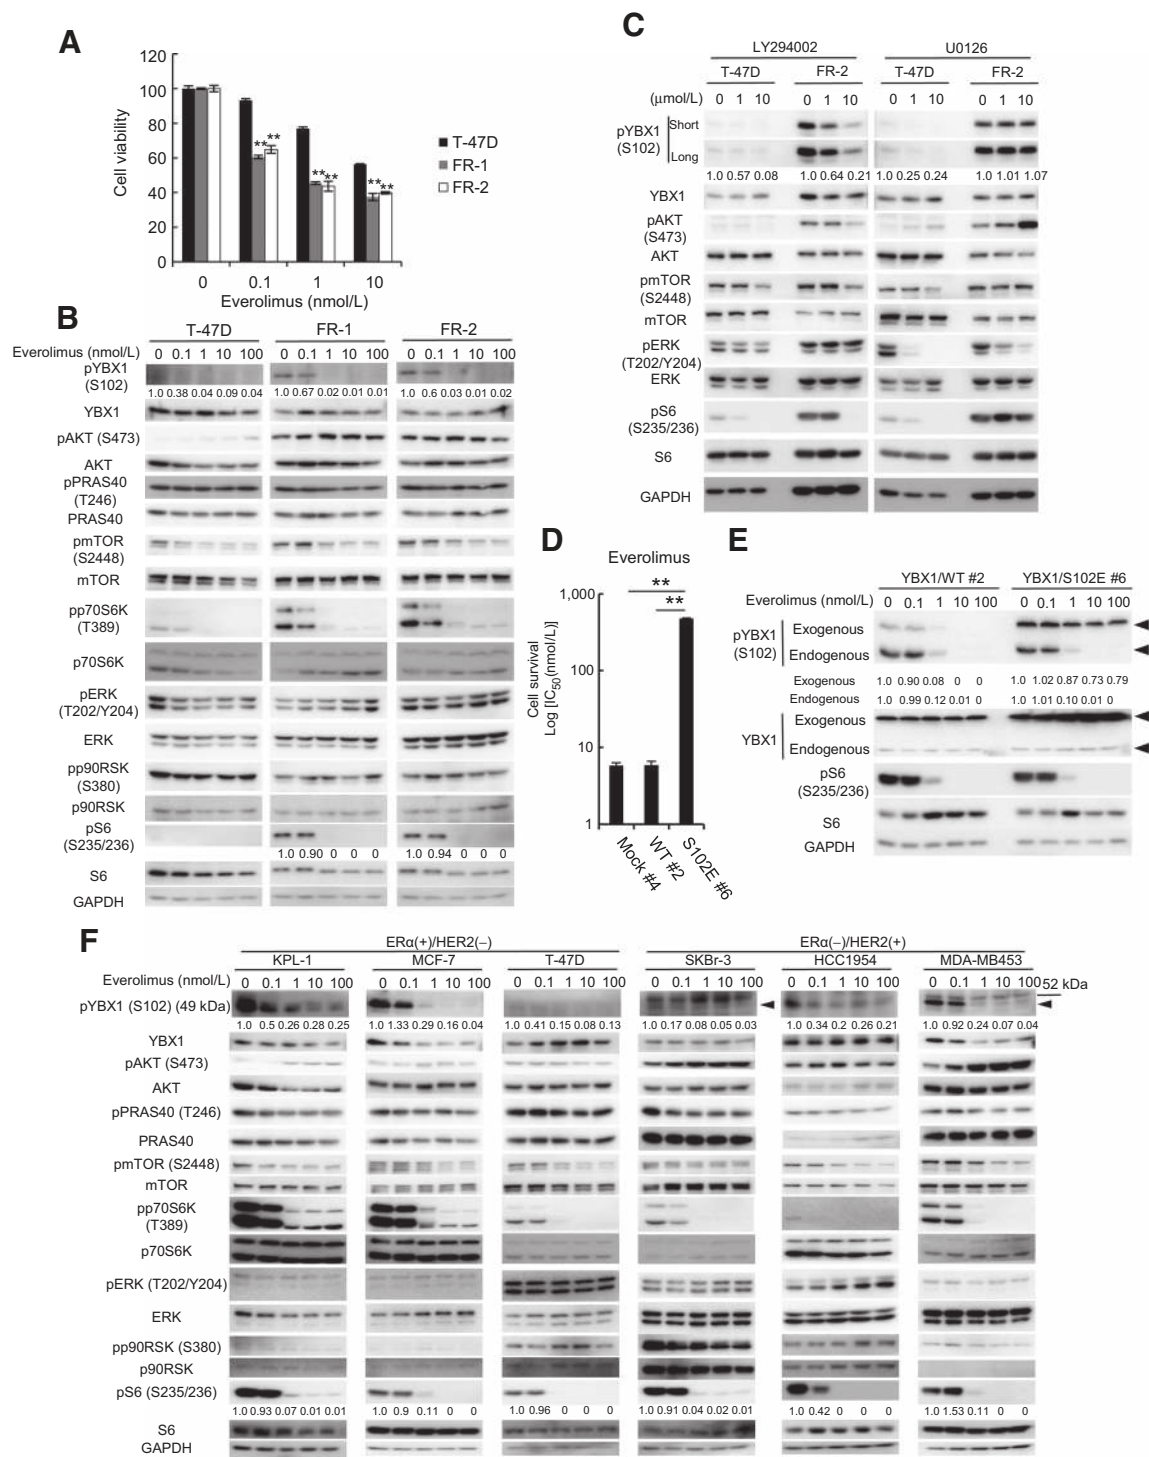 A
120
100
80
60
40
20
0
Cell viability
**
**
**
**
**
**
T-47D
FR-1
FR-2
0 0.1 1 10
Everolimus (nmol/L)
B
T-47D FR-1 FR-2
Everolimus (nmol/L) 0 0.1 1 10 100 0 0.1 1 10 100 0 0.1 1 10 100
pYBX1
(S102)
1.0 0.38 0.04 0.09 0.04 1.0 0.67 0.02 0.01 0.01 1.0 0.6 0.03 0.01 0.02
YBX1
pAKT (S473)
AKT
pPRAS40
(T246)
PRAS40
pmTOR
(S2448)
mTOR
pp70S6K
(T389)
p70S6K
pERK
(T202/Y204)
ERK
pp90RSK
(S380)
p90RSK
pS6
(S235/236)
1.0 0.90 0 0 0 1.0 0.94 0 0 0
S6
GAPDH
C
LY294002 U0126
T-47D FR-2 T-47D FR-2
(μmol/L) 0 1 10 0 1 10 0 1 10 0 1 10
pYBX1
(S102)
Short
Long
1.0 0.57 0.08 1.0 0.64 0.21 1.0 0.25 0.24 1.0 1.01 1.07
YBX1
pAKT
(S473)
AKT
pmTOR
(S2448)
mTOR
pERK
(T202/Y204)
ERK
pS6
(S235/236)
S6
GAPDH
D
Everolimus
**
**
1,000
100
10
1
Cell survival
Log [IC50(nmol/L)]
Mock #4
WT #2
S102E #6
E
YBX1/WT #2 YBX1/S102E #6
Everolimus (nmol/L) 0 0.1 1 10 100 0 0.1 1 10 100
pYBX1
(S102)
Exogenous
Endogenous
Exogenous 1.0 0.90 0.08 0 0 1.0 1.02 0.87 0.73 0.79
Endogenous 1.0 0.99 0.12 0.01 0 1.0 1.01 0.10 0.01 0
YBX1
Exogenous
Endogenous
pS6
(S235/236)
S6
GAPDH
F
ERα(+)/HER2(−) ERα(−)/HER2(+)
KPL-1 MCF-7 T-47D SKBr-3 HCC1954 MDA-MB453
Everolimus (nmol/L) 0 0.1 1 10 100 0 0.1 1 10 100 0 0.1 1 10 100 0 0.1 1 10 100 0 0.1 1 10 100 0 0.1 1 10 100
52 kDa
pYBX1 (S102) (49 kDa)
1.0 0.5 0.26 0.28 0.25 1.0 1.33 0.29 0.16 0.04 1.0 0.41 0.15 0.08 0.13 1.0 0.17 0.08 0.05 0.03 1.0 0.34 0.2 0.26 0.21 1.0 0.92 0.24 0.07 0.04
YBX1
pAKT (S473)
AKT
pPRAS40 (T246)
PRAS40
pmTOR (S2448)
mTOR
pp70S6K
(T389)
p70S6K
pERK (T202/Y204)
ERK
pp90RSK (S380)
p90RSK
pS6 (S235/236)
1.0 0.93 0.07 0.01 0.01 1.0 0.9 0.11 0 0 1.0 0.96 0 0 0 1.0 0.91 0.04 0.02 0.01 1.0 0.42 0 0 0 1.0 1.53 0.11 0 0
S6
GAPDH